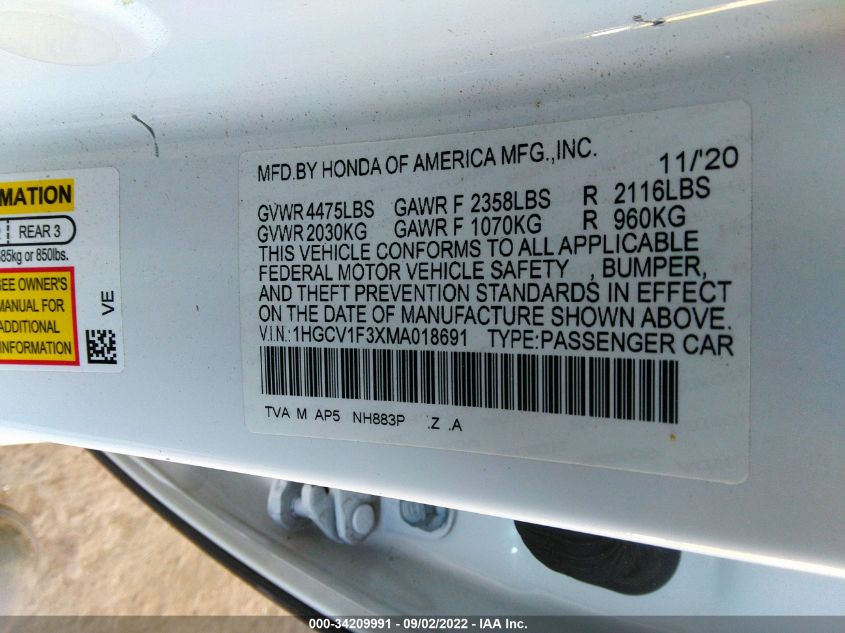 MATION
REAR 3
85kg or 850lbs.
SEE OWNER'S
MANUAL FOR
ADDITIONAL
INFORMATION
VE
MFD.BY HONDA OF AMERICA MFG.,INC. 11/'20
GVWR 4475LBS GAWR F 2358LBS R 2116LBS
GVWR 2030KG GAWR F 1070KG R 960KG
THIS VEHICLE CONFORMS TO ALL APPLICABLE
FEDERAL MOTOR VEHICLE SAFETY , BUMPER,
AND THEFT PREVENTION STANDARDS IN EFFECT
ON THE DATE OF MANUFACTURE SHOWN ABOVE.
V.I.N.:1HGCV1F3XMA018691 TYPE:PASSENGER CAR
TVA M AP5 NH883P .Z .A
000-34209991 - 09/02/2022 - IAA Inc.